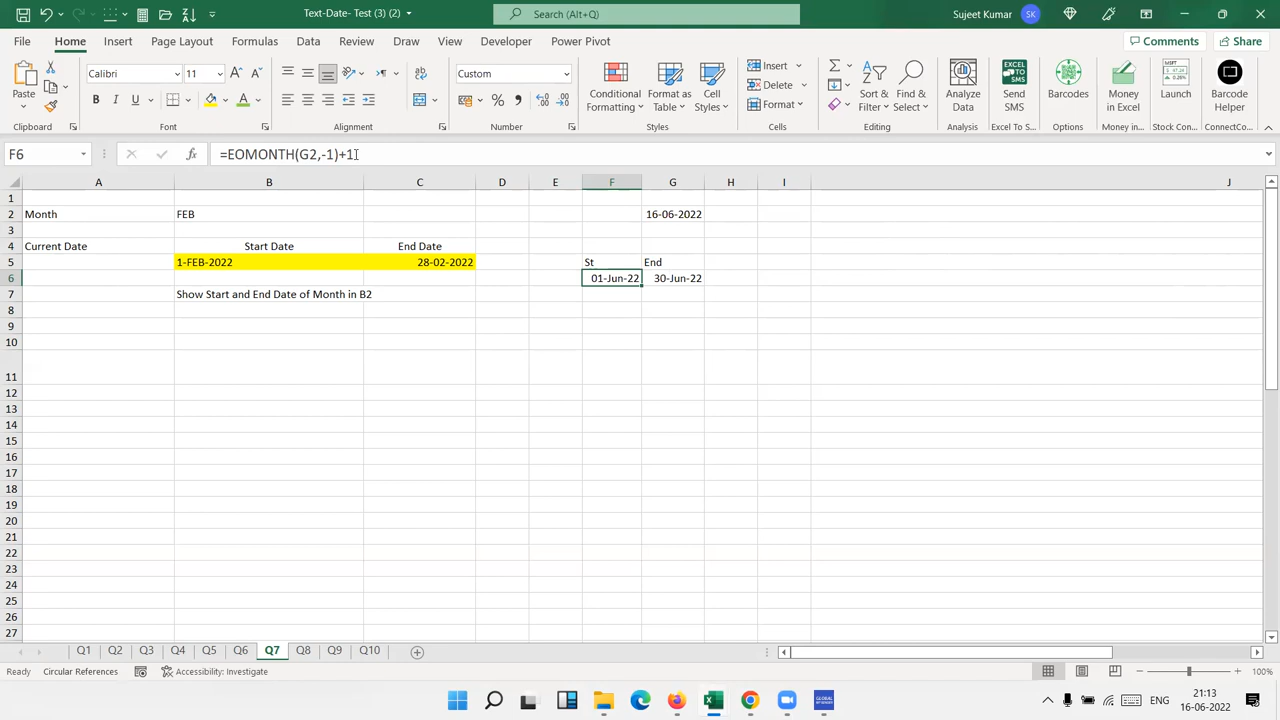 Text-Date- Test (3) (2)
Search (Alt+Q)
Sujeet Kumar
SK
File
Home
Insert
Page Layout
Formulas
Data
Review
Draw
View
Developer
Power Pivot
Comments
Share
Paste
Calibri
11
Custom
Conditional Formatting
Format as Table
Cell Styles
Insert
Delete
Format
Sort & Filter
Find & Select
Analyze Data
EXCEL TO SMS
Send SMS
Barcodes
Money in Excel
MSFT
Launch
Barcode Helper
Clipboard
Font
Alignment
Number
Styles
Cells
Editing
Analysis
Send SMS
Options
Money in Excel
Stock Con...
Barcode H...
F6
fx
=EOMONTH(G2,-1)+1
A B C D E F G H I J
1
2 Month FEB 16-06-2022
3
4 Current Date Start Date End Date
5 1-FEB-2022 28-02-2022 St End
6 01-Jun-22 30-Jun-22
7 Show Start and End Date of Month in B2
8
9
10
11
12
13
14
15
16
17
18
19
20
21
22
23
24
25
26
27
Q1 Q2 Q3 Q4 Q5 Q6 Q7 Q8 Q9 Q10
Ready Circular References Accessibility: Investigate 100%
ENG
21:13
16-06-2022